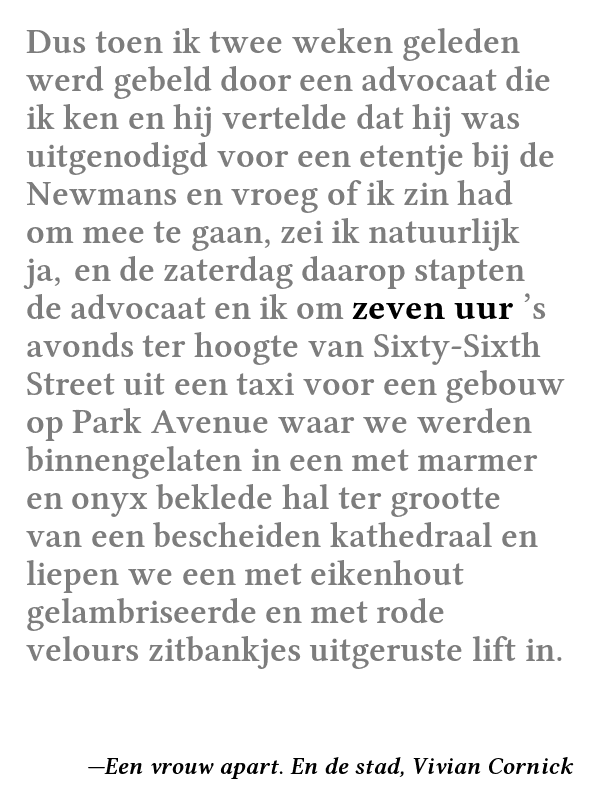 Dus toen ik twee weken geleden
werd gebeld door een advocaat die
ik ken en hij vertelde dat hij was
uitgenodigd voor een etentje bij de
Newmans en vroeg of ik zin had
om mee te gaan, zei ik natuurlijk
ja, en de zaterdag daarop stapten
de advocaat en ik om zeven uur ’s
avonds ter hoogte van Sixty-Sixth
Street uit een taxi voor een gebouw
op Park Avenue waar we werden
binnengelaten in een met marmer
en onyx beklede hal ter grootte
van een bescheiden kathedraal en
liepen we een met eikenhout
gelambriseerde en met rode
velours zitbankjes uitgeruste lift in.
—Een vrouw apart. En de stad, Vivian Cornick